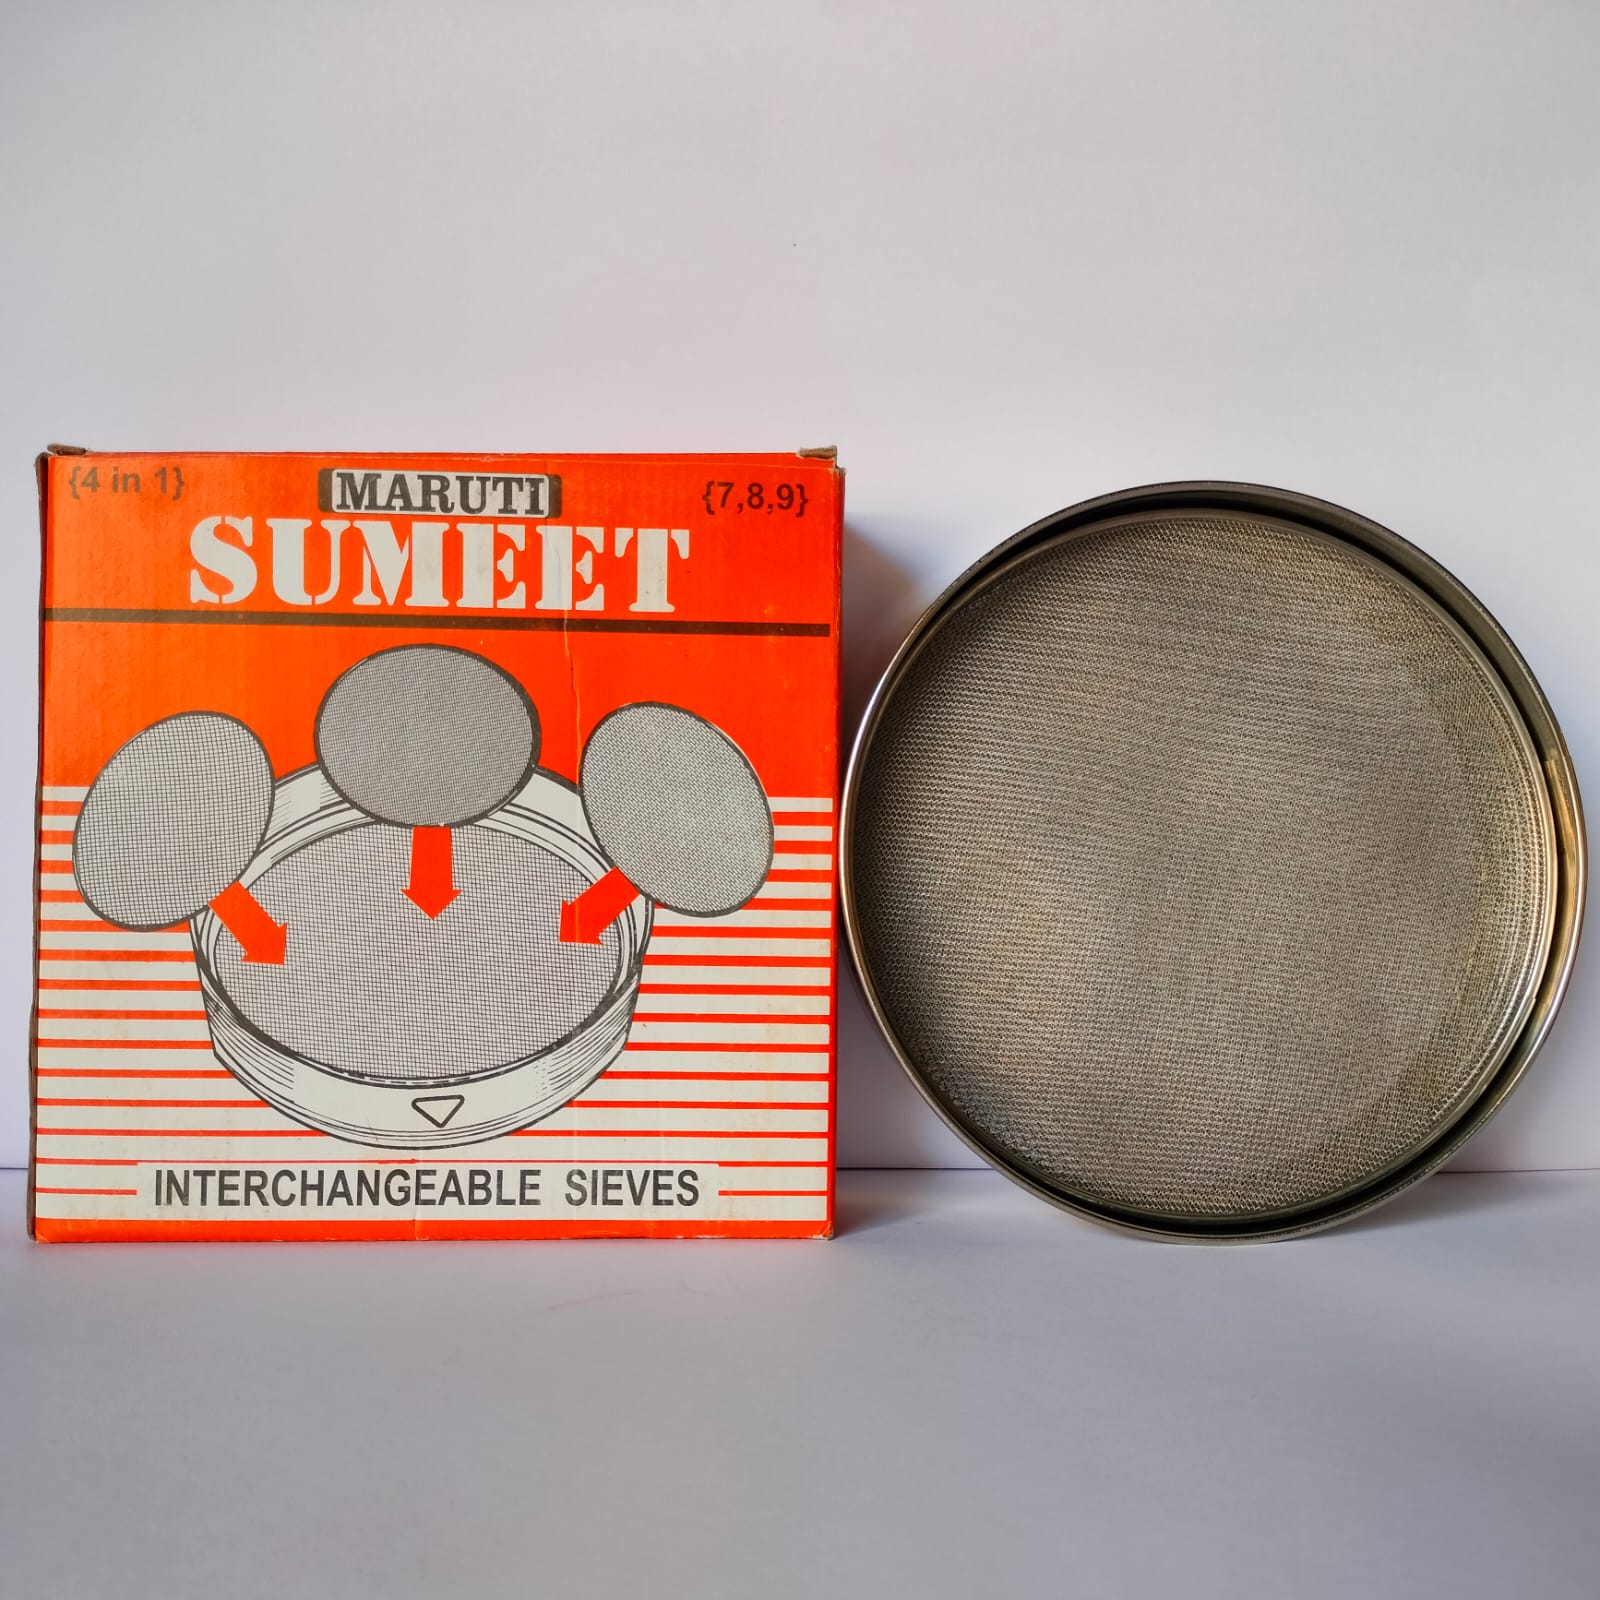 {4 in 1}
MARUTI
{7,8,9}
SUMEET
INTERCHANGEABLE SIEVES